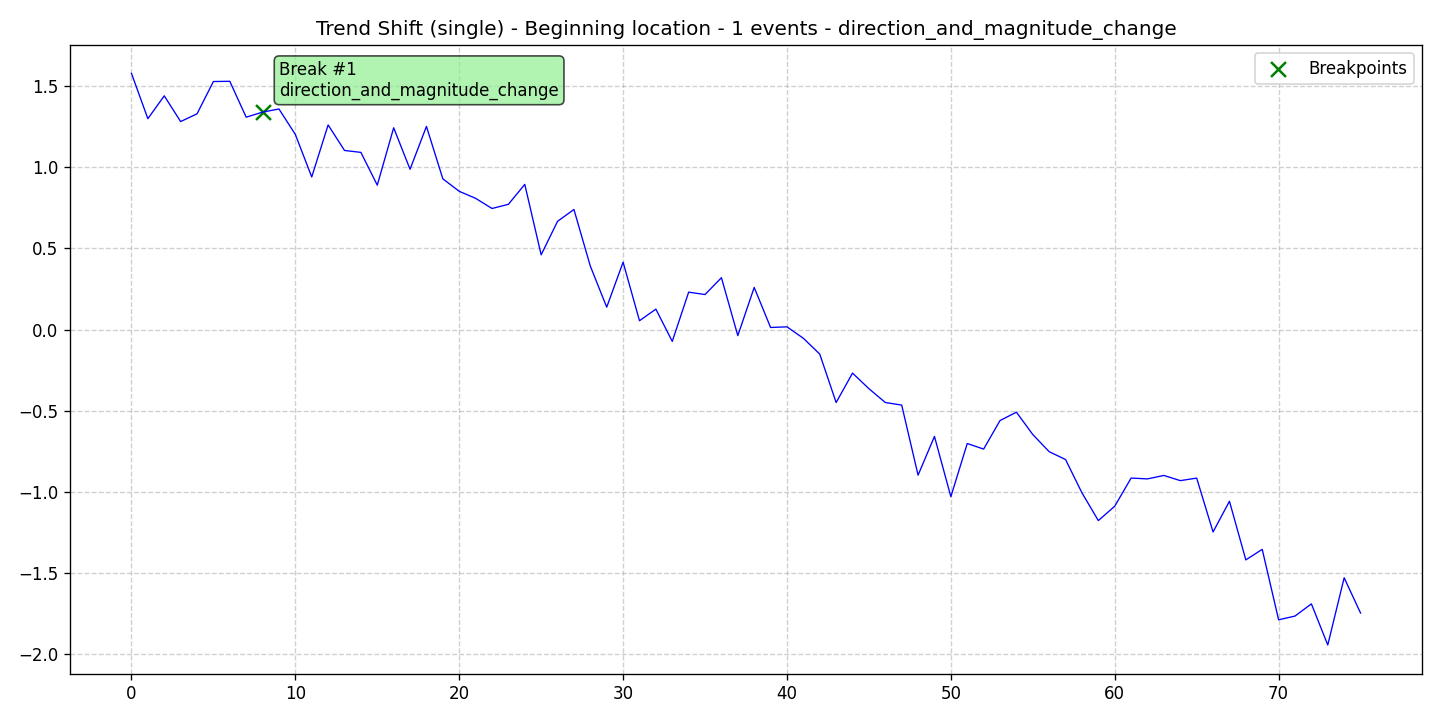 Trend Shift (single) - Beginning location - 1 events - direction_and_magnitude_change
Break #1
direction_and_magnitude_change
Breakpoints
1.5
1.0
0.5
0.0
−0.5
−1.0
−1.5
−2.0
0 10 20 30 40 50 60 70